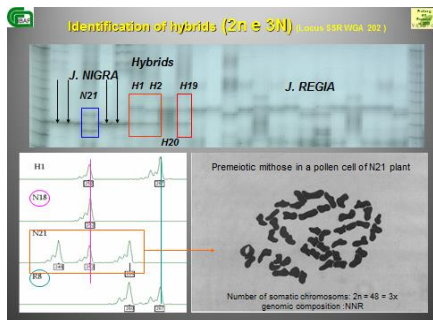 IBAF
Identification of hybrids (2n e 3N) (Locus SSR WGA 292 )
Hybrids
J. NIGRA
H1 H2
H19
J. REGIA
N21
H20
H1
N18
N21
R8
Premeiotic mithose in a pollen cell of N21 plant
Number of somatic chromosoms: 2n = 48 = 3x
genomic composition :NNR